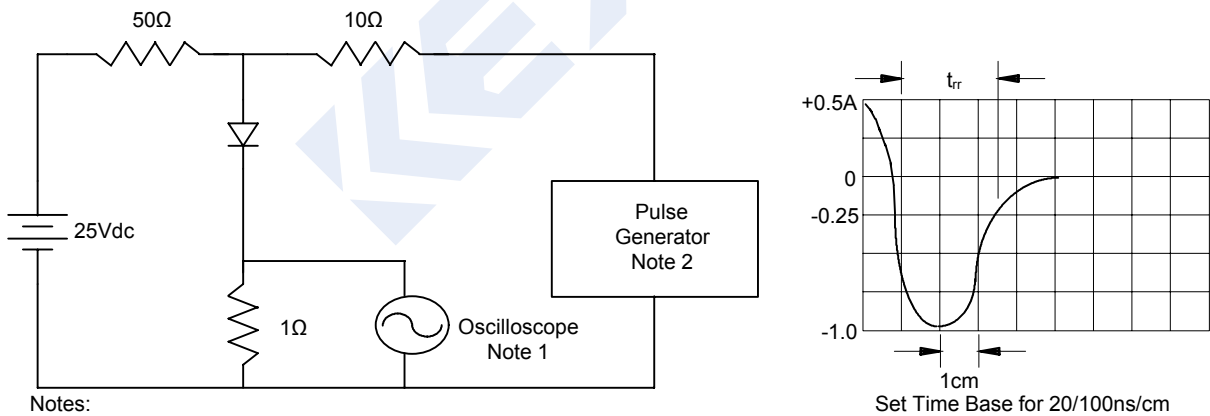 50Ω
10Ω
25Vdc
1Ω
Oscilloscope
Note 1
Pulse
Generator
Note 2
Notes:
trr
+0.5A
0
-0.25
-1.0
1cm
Set Time Base for 20/100ns/cm